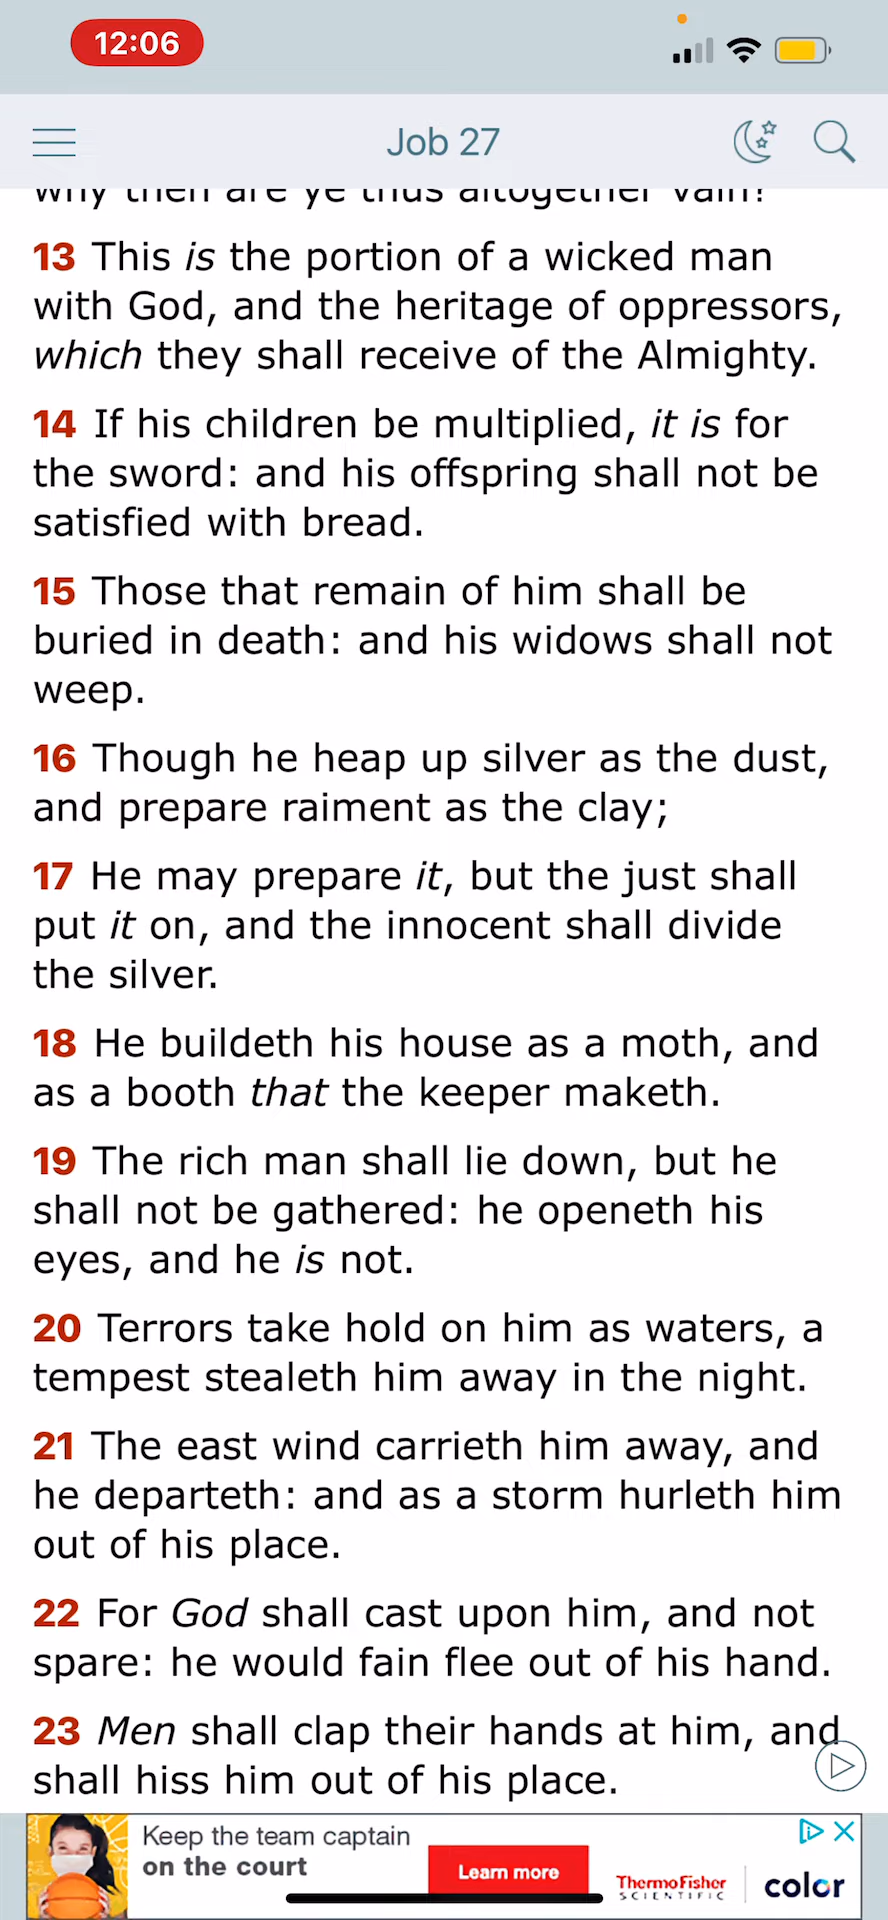 12:06
Job 27
why then are ye thus altogether vain?
13 This is the portion of a wicked man
with God, and the heritage of oppressors,
which they shall receive of the Almighty.
14 If his children be multiplied, it is for
the sword: and his offspring shall not be
satisfied with bread.
15 Those that remain of him shall be
buried in death: and his widows shall not
weep.
16 Though he heap up silver as the dust,
and prepare raiment as the clay;
17 He may prepare it, but the just shall
put it on, and the innocent shall divide
the silver.
18 He buildeth his house as a moth, and
as a booth that the keeper maketh.
19 The rich man shall lie down, but he
shall not be gathered: he openeth his
eyes, and he is not.
20 Terrors take hold on him as waters, a
tempest stealeth him away in the night.
21 The east wind carrieth him away, and
he departeth: and as a storm hurleth him
out of his place.
22 For God shall cast upon him, and not
spare: he would fain flee out of his hand.
23 Men shall clap their hands at him, and
shall hiss him out of his place.
Keep the team captain
on the court
Learn more
ThermoFisher
SCIENTIFIC
color